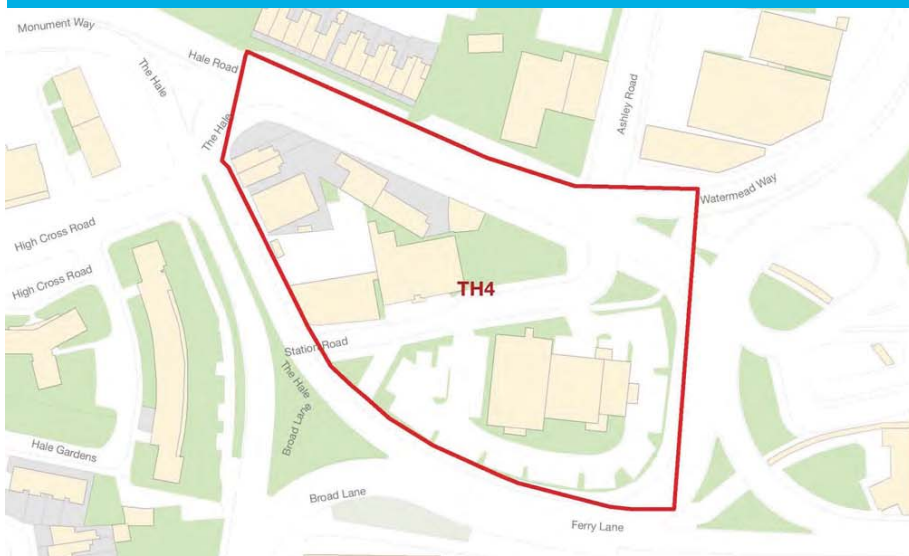 Monument Way
Hale Road
The Hale
The Hale
Ashley Road
Watermead Way
High Cross Road
High Cross Road
TH4
Station Road
The Hale
Broad Lane
Hale Gardens
Broad Lane
Ferry Lane